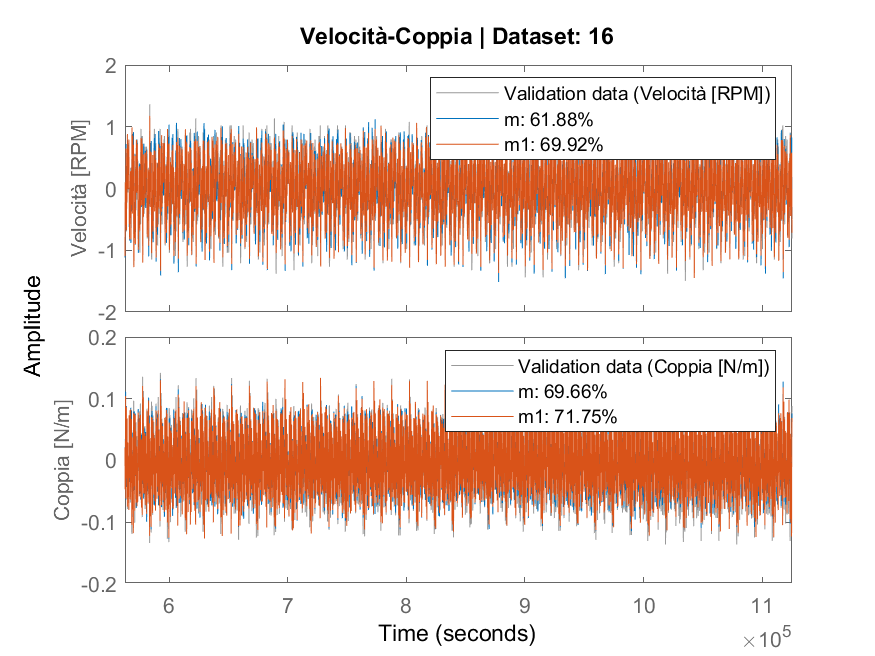 Velocità-Coppia | Dataset: 16
2
1
0
-1
-2
Velocità [RPM]
Validation data (Velocità [RPM])
m: 61.88%
m1: 69.92%
Amplitude
0.2
0.1
0
-0.1
-0.2
Coppia [N/m]
Validation data (Coppia [N/m])
m: 69.66%
m1: 71.75%
6 7 8 9 10 11
Time (seconds)
×10⁵